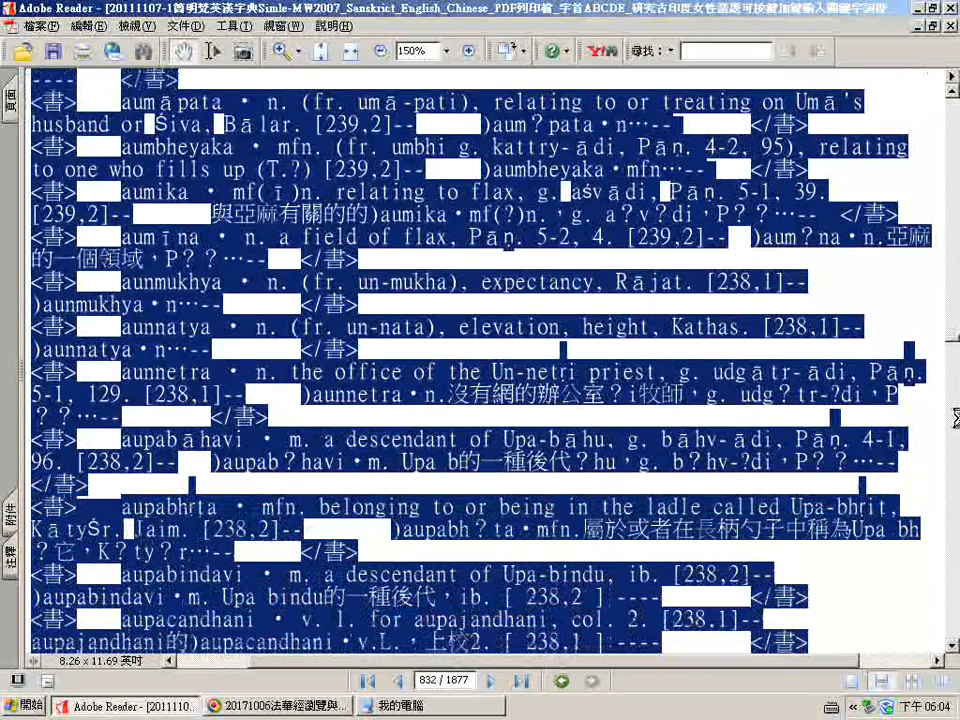 Adobe Reader - [20111107-1簡明梵英漢字典Simle-MW2007_Sanskrict_English_Chinese_PDF列印檔_字首ABCDE_研究古印度女性議題可按鍵加鍵輸入關鍵字詞搜
檔案(F) 編輯(E) 檢視(V) 文件(D) 工具(T) 視窗(W) 說明(H)
150% 尋找:
頁面
---- </書>
<書> aumāpata · n. (fr. umā-pati), relating to or treating on Umā's
husband or Śiva, Bālar. [239,2]-- )aum?pata·n…-- </書>
<書> aumbheyaka · mfn. (fr. umbhi g. kattry-ādi, Pāṇ. 4-2, 95), relating
to one who fills up (T.?) [239,2]-- )aumbheyaka·mfn…-- </書>
<書> aumika · mf(ī)n. relating to flax, g. aśvādi, Pāṇ. 5-1, 39.
[239,2]-- 與亞麻有關的的)aumika·mf(?)n.,g. a?v?di,P??…-- </書>
<書> aumīna · n. a field of flax, Pāṇ. 5-2, 4. [239,2]-- )aum?na·n.亞麻
的一個領域,P??…-- </書>
<書> aunmukhya · n. (fr. un-mukha), expectancy, Rājat. [238,1]--
)aunmukhya·n…-- </書>
<書> aunnatya · n. (fr. un-nata), elevation, height, Kathas. [238,1]--
)aunnatya·n…-- </書>
<書> aunnetra · n. the office of the Un-netri priest, g. udgātr-ādi, Pāṇ.
5-1, 129. [238,1]-- )aunnetra·n.沒有網的辦公室?i牧師,g. udg?tr-?di,P
??…-- </書>
<書> aupabāhavi · m. a descendant of Upa-bāhu, g. bāhv-ādi, Pāṇ. 4-1,
96. [238,2]-- )aupab?havi·m. Upa b的一種後代?hu,g. b?hv-?di,P??…--
</書>
<書> aupabhṛta · mfn. belonging to or being in the ladle called Upa-bhṛit,
KātyŚr. Jaim. [238,2]-- )aupabh?ta·mfn.屬於或者在長柄勺子中稱為Upa bh
?它,K?ty?r…-- </書>
<書> aupabindavi · m. a descendant of Upa-bindu, ib. [238,2]--
)aupabindavi·m. Upa bindu的一種後代,ib. [ 238,2 ] ---- </書>
<書> aupacandhani · v. l. for aupajandhani, col. 2. [238,1]--
aupajandhani的)aupacandhani·v.L.,上校2. [ 238,1 ] ----- </書>
附件
註釋
8.26 x 11.69 英吋
832 / 1877
開始 Adobe Reader - [2011110... 20171006法華經瀏覽與... 我的電腦 下午 06:04